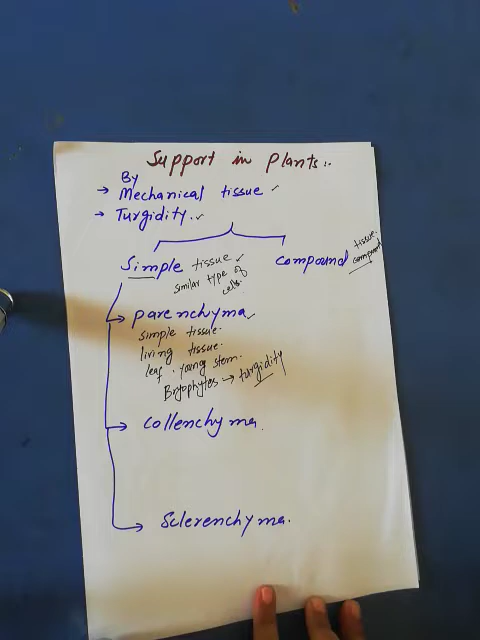 Support in Plants:.
By
→ Mechanical tissue ✓
→ Turgidity. ✓
Simple tissue ✓
similar type of
cells.
compound tissue.
component
→ parenchyma ✓
simple tissue.
living tissue.
leaf. young stem.
Bryophytes → turgidity
→ collenchyma.
→ Sclerenchyma.